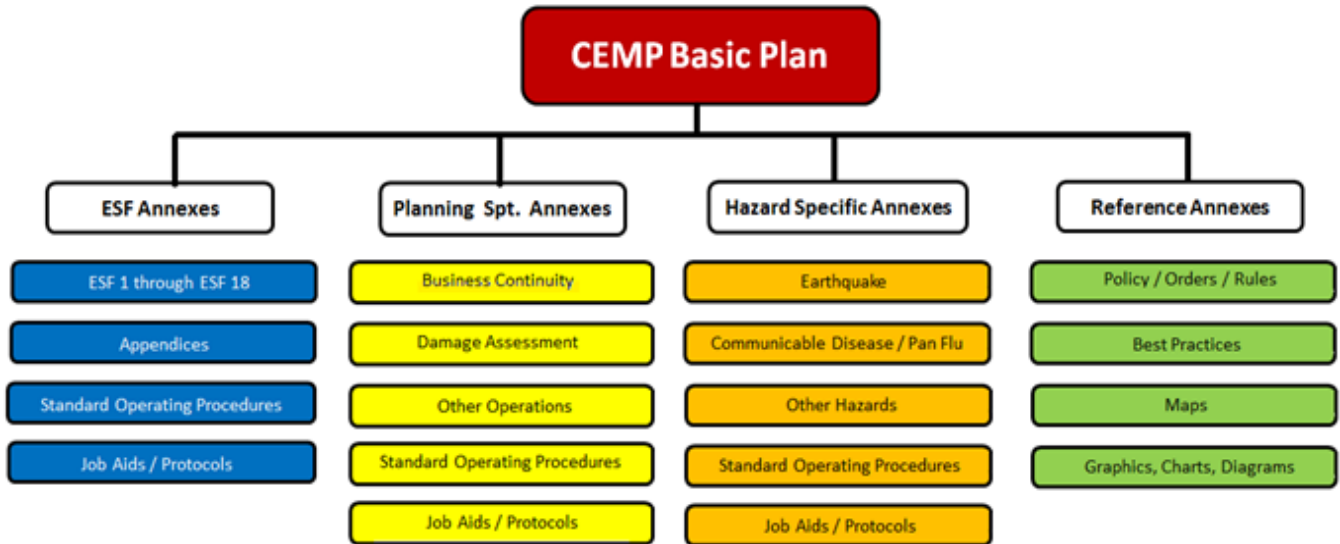 CEMP Basic Plan
ESF Annexes
Planning Spt. Annexes
Hazard Specific Annexes
Reference Annexes
ESF 1 through ESF 18
Appendices
Standard Operating Procedures
Job Aids / Protocols
Business Continuity
Damage Assessment
Other Operations
Standard Operating Procedures
Job Aids / Protocols
Earthquake
Communicable Disease / Pan Flu
Other Hazards
Standard Operating Procedures
Job Aids / Protocols
Policy / Orders / Rules
Best Practices
Maps
Graphics, Charts, Diagrams